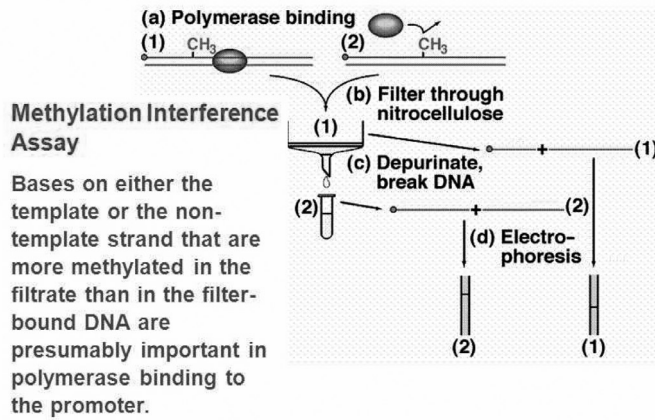 (a) Polymerase binding
(1) CH₃ (2) CH₃
Methylation Interference
Assay
Bases on either the
template or the non-
template strand that are
more methylated in the
filtrate than in the filter-
bound DNA are
presumably important in
polymerase binding to
the promoter.
(b) Filter through
nitrocellulose
(1)
+ (1)
(c) Depurinate,
break DNA
(2) + (2)
(d) Electro-
phoresis
(2) (1)